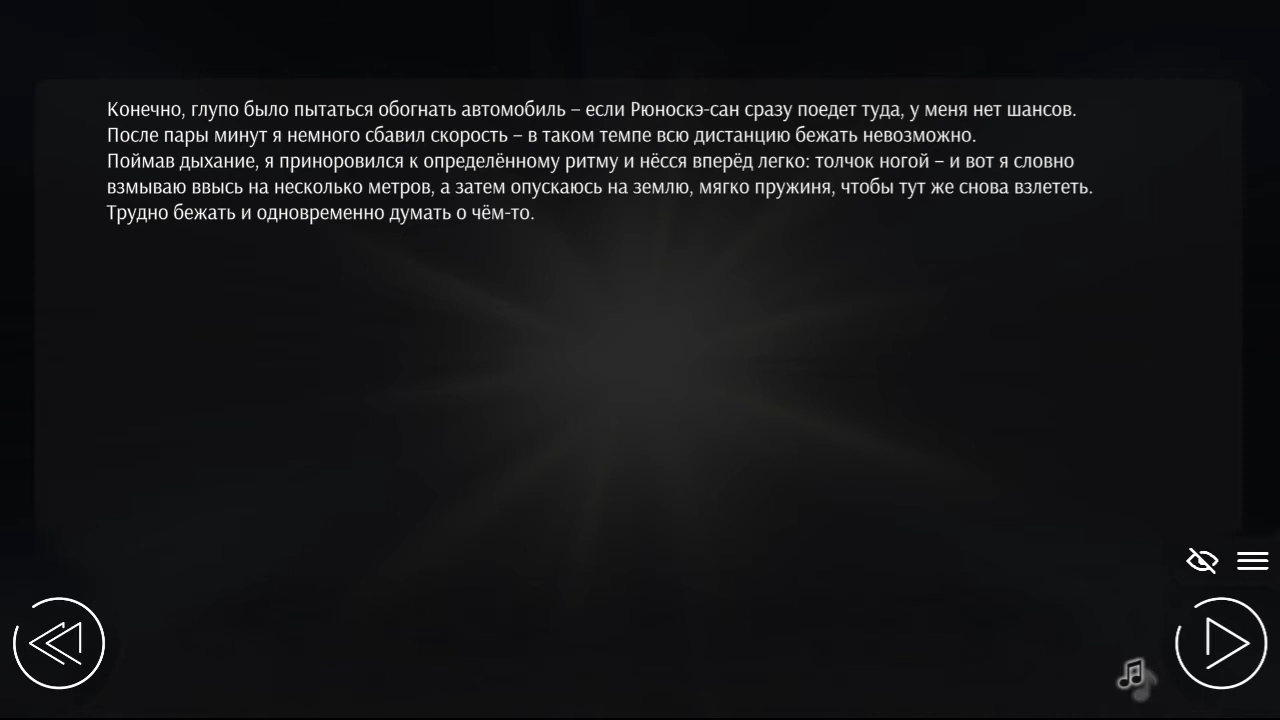 Конечно, глупо было пытаться обогнать автомобиль – если Рюноскэ-сан сразу поедет туда, у меня нет шансов.
После пары минут я немного сбавил скорость – в таком темпе всю дистанцию бежать невозможно.
Поймав дыхание, я приноровился к определённому ритму и нёсся вперёд легко: толчок ногой – и вот я словно
взмываю ввысь на несколько метров, а затем опускаюсь на землю, мягко пружиня, чтобы тут же снова взлететь.
Трудно бежать и одновременно думать о чём-то.